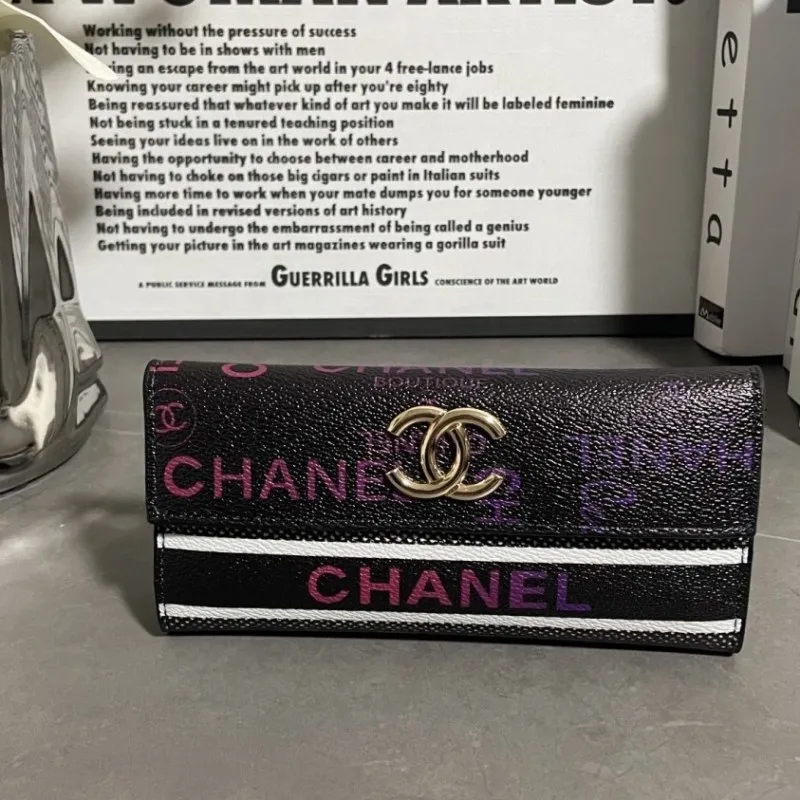 WOMAN ARTIST
Working without the pressure of success
Not having to be in shows with men
ing an escape from the art world in your 4 free-lance jobs
Knowing your career might pick up after you're eighty
Being reassured that whatever kind of art you make it will be labeled feminine
Not being stuck in a tenured teaching position
Seeing your ideas live on in the work of others
Having the opportunity to choose between career and motherhood
Not having to choke on those big cigars or paint in Italian suits
Having more time to work when your mate dumps you for someone younger
Being included in revised versions of art history
Not having to undergo the embarrassment of being called a genius
Getting your picture in the art magazines wearing a gorilla suit
A PUBLIC SERVICE MESSAGE FROM GUERRILLA GIRLS CONSCIENCE OF THE ART WORLD
etta
CHANEL
BOUTIQUE
CHANEL
HANEL
CHANEL